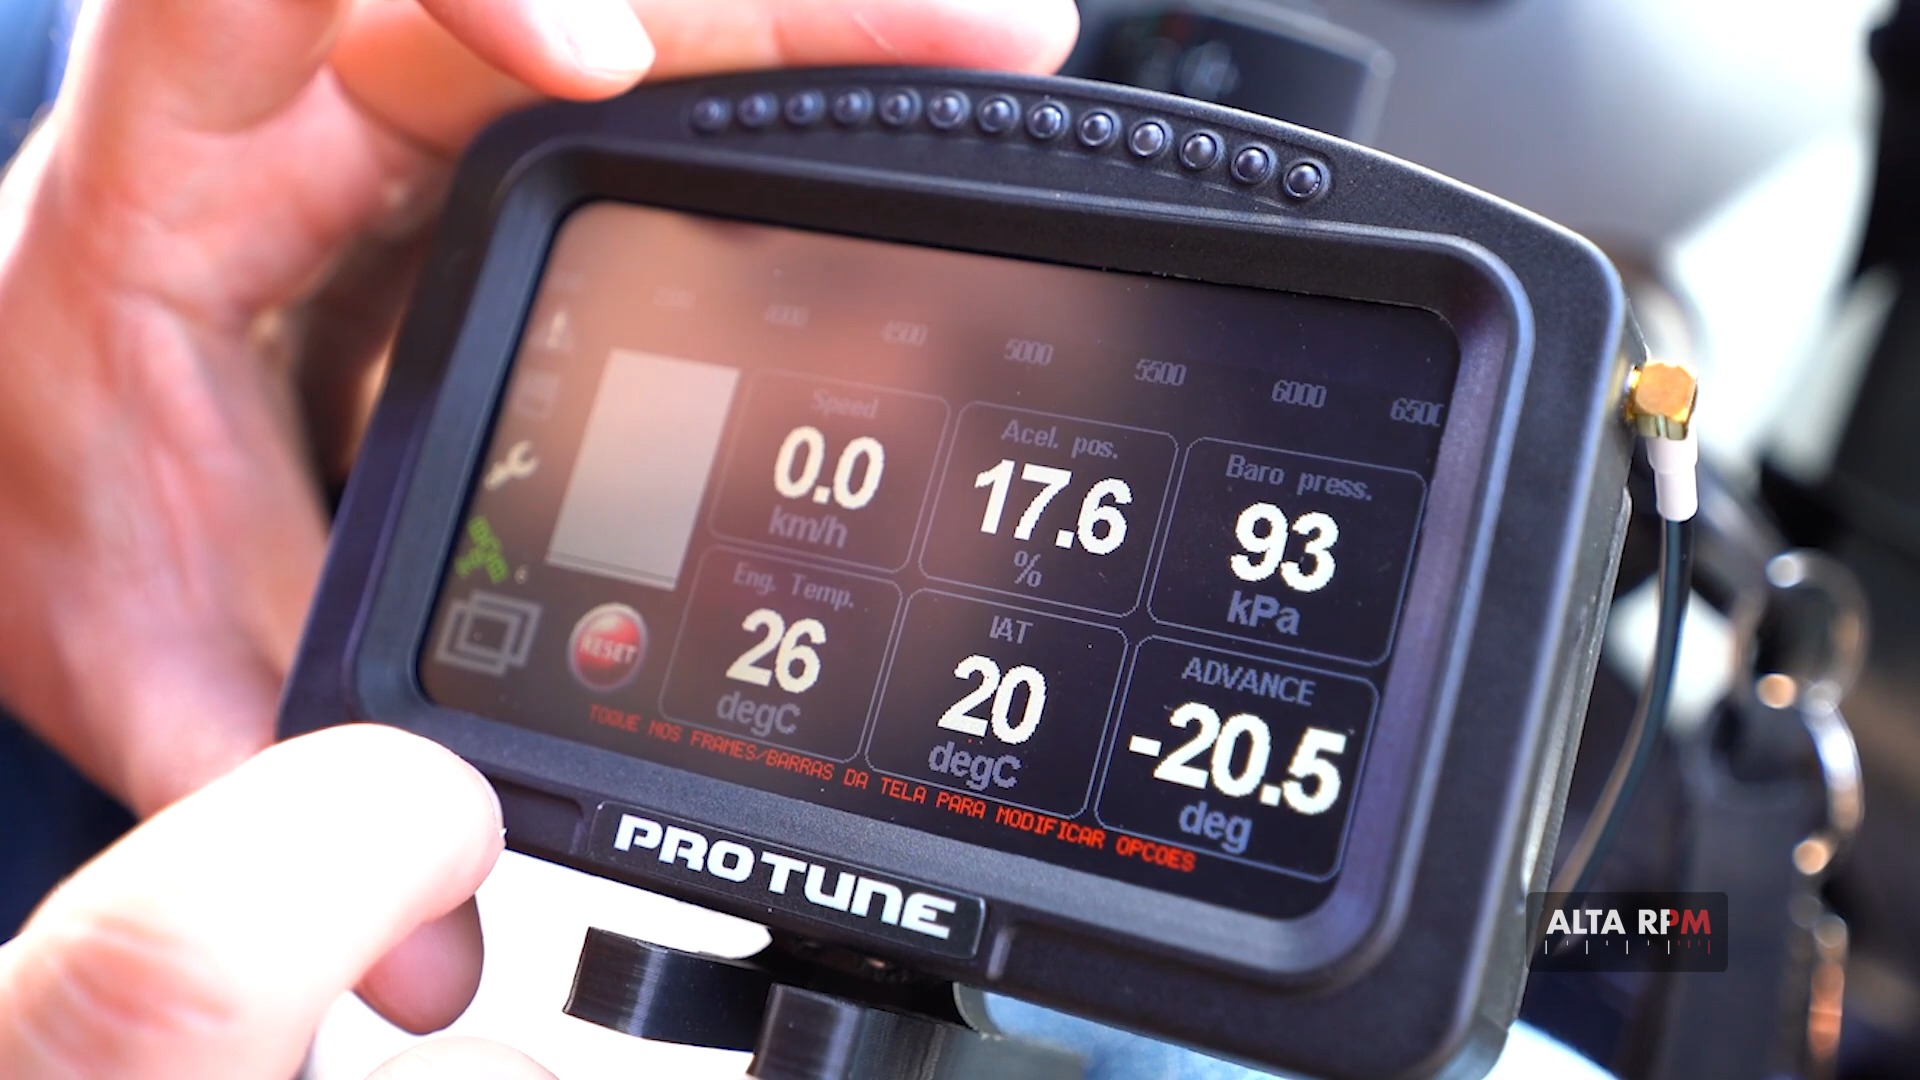 4000 4500 5000 5500 6000 6500
Speed
0.0
km/h
Acel. pos.
17.6
%
Baro press.
93
kPa
Eng. Temp.
26
degC
IAT
20
degC
ADVANCE
-20.5
deg
6
RESET
TOQUE NOS FRAMES/BARRAS DA TELA PARA MODIFICAR OPCOES
PROTUNE
ALTA RPM